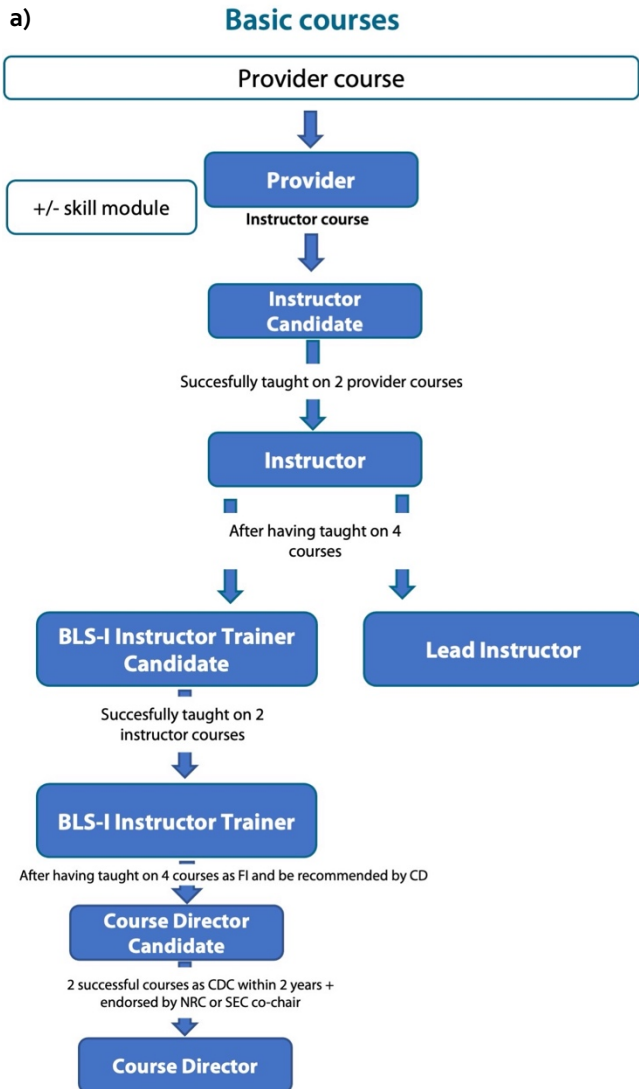 a)
Basic courses
Provider course
Provider
+/- skill module
Instructor course
Instructor
Candidate
Succesfully taught on 2 provider courses
Instructor
After having taught on 4
courses
BLS-I Instructor Trainer
Candidate
Lead Instructor
Succesfully taught on 2
instructor courses
BLS-I Instructor Trainer
After having taught on 4 courses as FI and be recommended by CD
Course Director
Candidate
2 successful courses as CDC within 2 years +
endorsed by NRC or SEC co-chair
Course Director